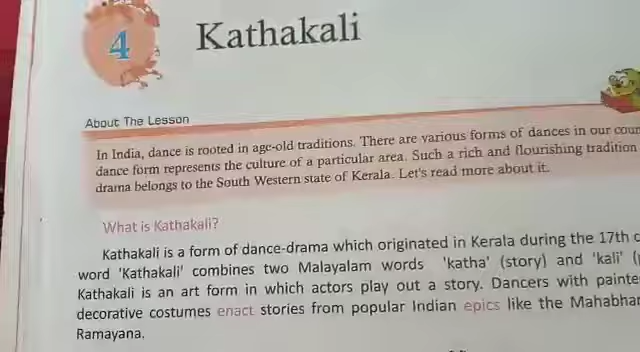 4
Kathakali
About The Lesson
In India, dance is rooted in age-old traditions. There are various forms of dances in our
dance form represents the culture of a particular area. Such a rich and flourishing tradition
drama belongs to the South Western state of Kerala. Let's read more about it.
What is Kathakali?
Kathakali is a form of dance-drama which originated in Kerala during the 17th
word 'Kathakali' combines two Malayalam words 'katha' (story) and 'kali'
Kathakali is an art form in which actors play out a story. Dancers with
decorative costumes enact stories from popular Indian epics like the
Ramayana.